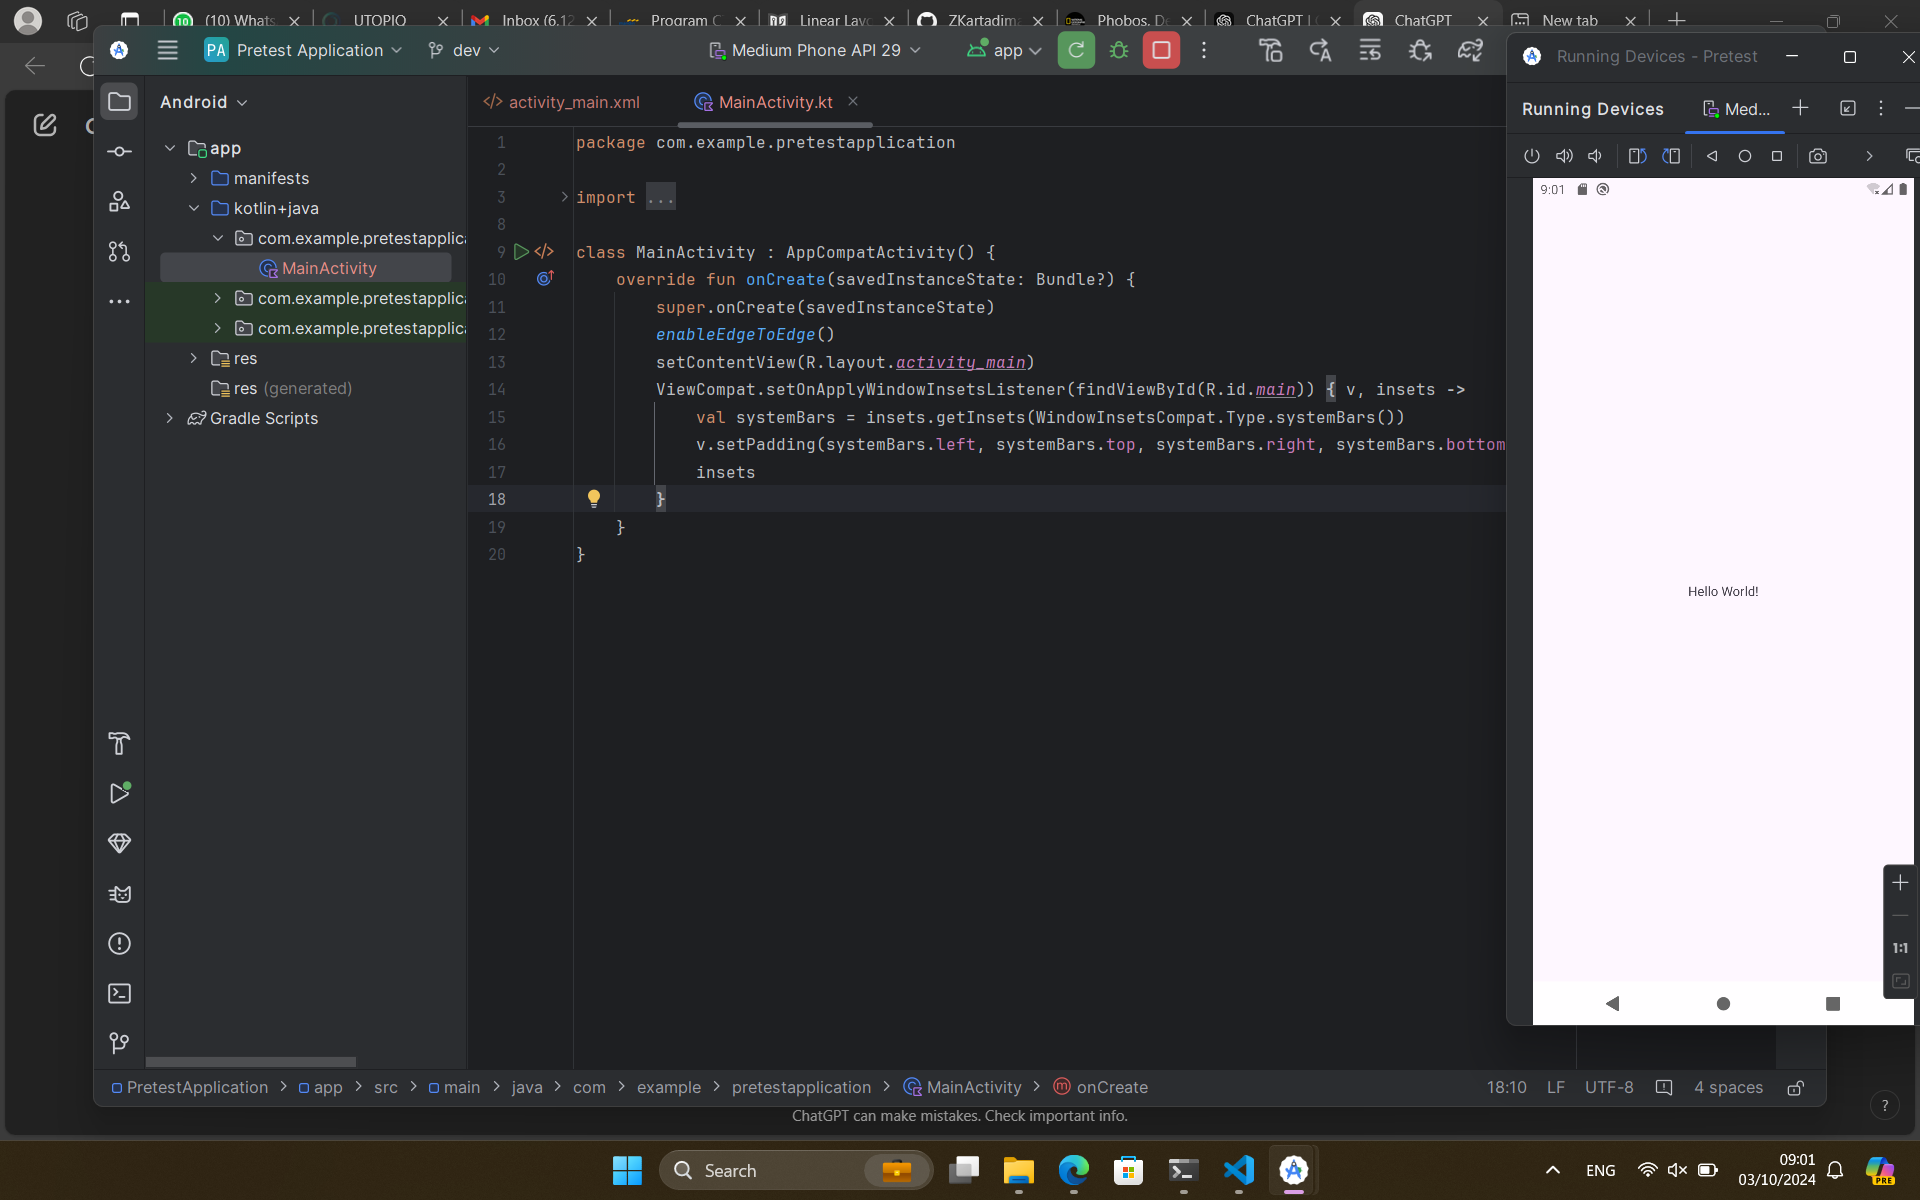 (10) Whats
UTOPIO
Inbox (6.12
Program C
Linear Layo
ZKartadima
Phobos. De
ChatGPT | C
ChatGPT
New tab
PA Pretest Application
dev
Medium Phone API 29
app
Running Devices - Pretest
Android
activity_main.xml
MainActivity.kt
Running Devices
Med...
app
manifests
kotlin+java
com.example.pretestapplica
MainActivity
com.example.pretestapplica
com.example.pretestapplica
res
res (generated)
Gradle Scripts
1 package com.example.pretestapplication
2
3 import ...
8
9 class MainActivity : AppCompatActivity() {
10 override fun onCreate(savedInstanceState: Bundle?) {
11 super.onCreate(savedInstanceState)
12 enableEdgeToEdge()
13 setContentView(R.layout.activity_main)
14 ViewCompat.setOnApplyWindowInsetsListener(findViewById(R.id.main)) { v, insets ->
15 val systemBars = insets.getInsets(WindowInsetsCompat.Type.systemBars())
16 v.setPadding(systemBars.left, systemBars.top, systemBars.right, systemBars.bottom
17 insets
18 }
19 }
20 }
9:01
Hello World!
1:1
PretestApplication > app > src > main > java > com > example > pretestapplication > MainActivity > onCreate
18:10 LF UTF-8 4 spaces
ChatGPT can make mistakes. Check important info.
?
Search
ENG
09:01
03/10/2024
PRE